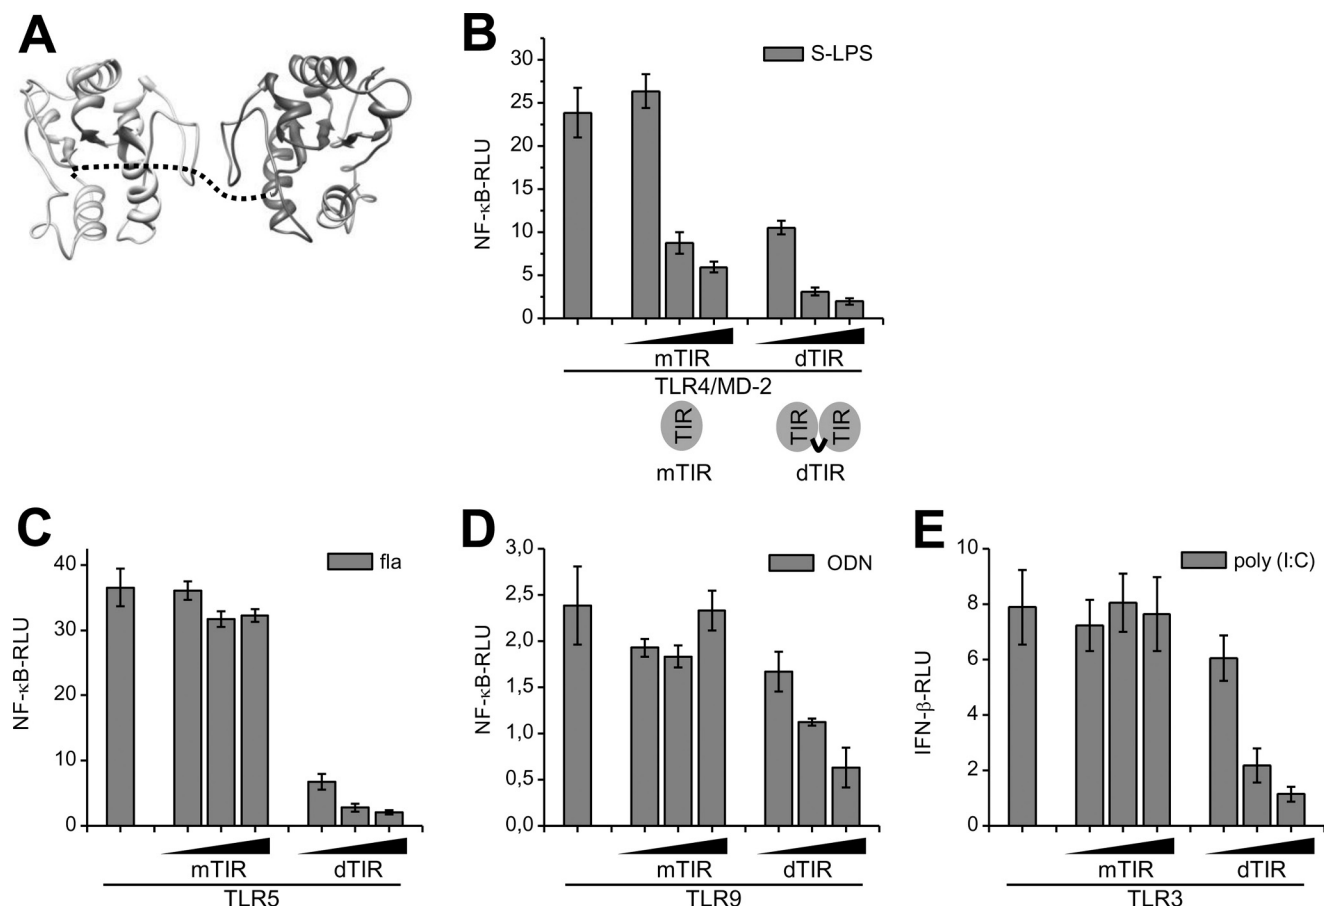 A
B
S-LPS
NF-κB-RLU
30
25
20
15
10
5
0
mTIR dTIR
TLR4/MD-2
TIR TIR TIR
mTIR dTIR
C
fla
NF-κB-RLU
40
30
20
10
0
mTIR dTIR
TLR5
D
ODN
NF-κB-RLU
3,0
2,5
2,0
1,5
1,0
0,5
0,0
mTIR dTIR
TLR9
E
poly (I:C)
IFN-β-RLU
10
8
6
4
2
0
mTIR dTIR
TLR3